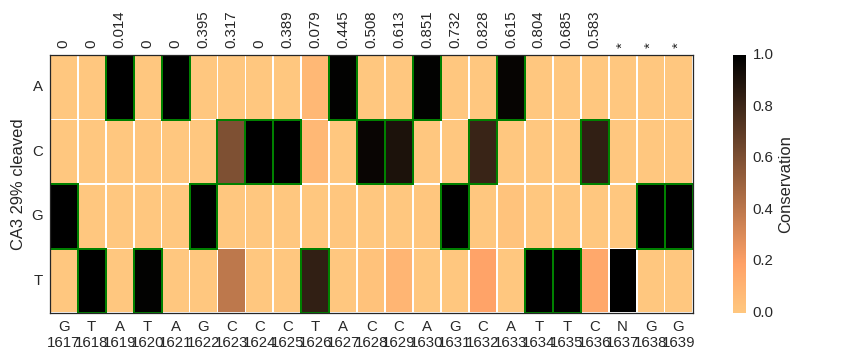 0 0 0.014 0 0 0.395 0.317 0 0.389 0.079 0.445 0.508 0.613 0.851 0.732 0.828 0.615 0.804 0.685 0.583 * * *
A
C
G
T
CA3 29% cleaved
G T A T A G C C C T A C C A G C A T T C N G G
1617 1618 1619 1620 1621 1622 1623 1624 1625 1626 1627 1628 1629 1630 1631 1632 1633 1634 1635 1636 1637 1638 1639
1.0
0.8
0.6
0.4
0.2
0.0
Conservation